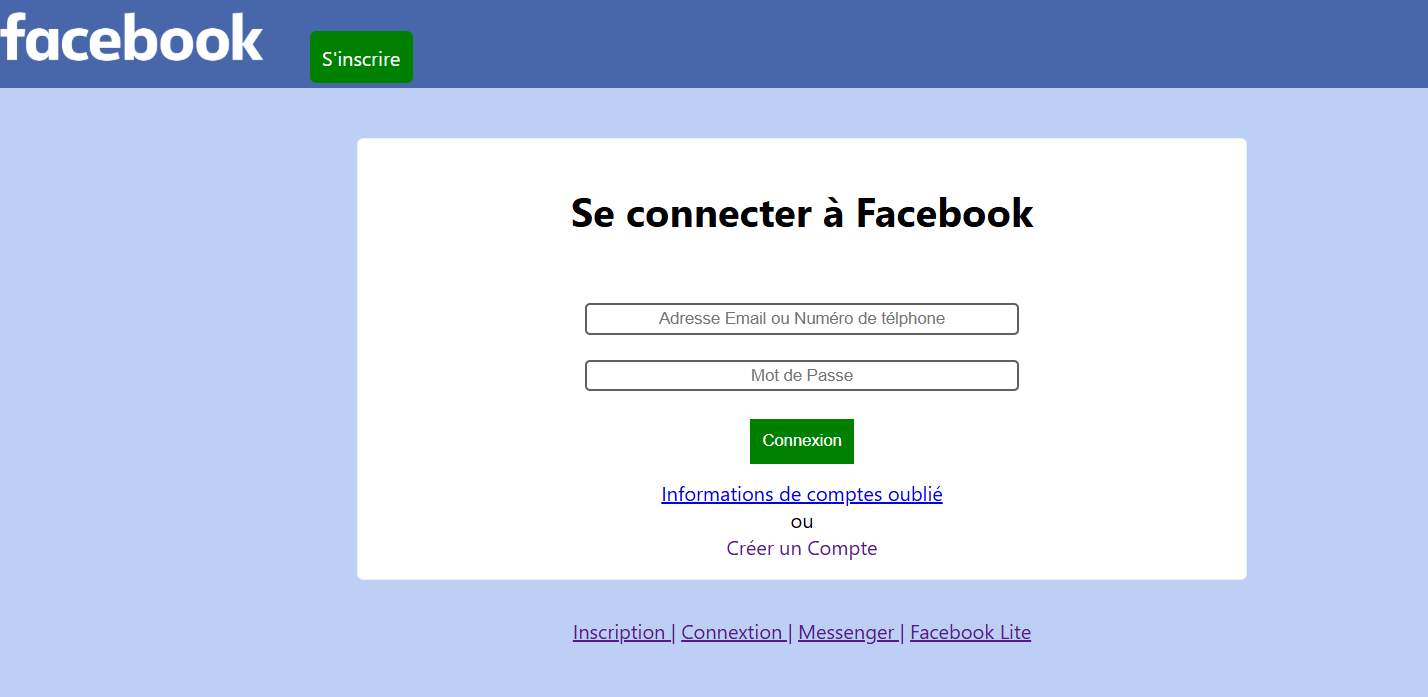 facebook
S'inscrire
Se connecter à Facebook
Adresse Email ou Numéro de télphone
Mot de Passe
Connexion
Informations de comptes oublié
ou
Créer un Compte
Inscription | Connextion | Messenger | Facebook Lite